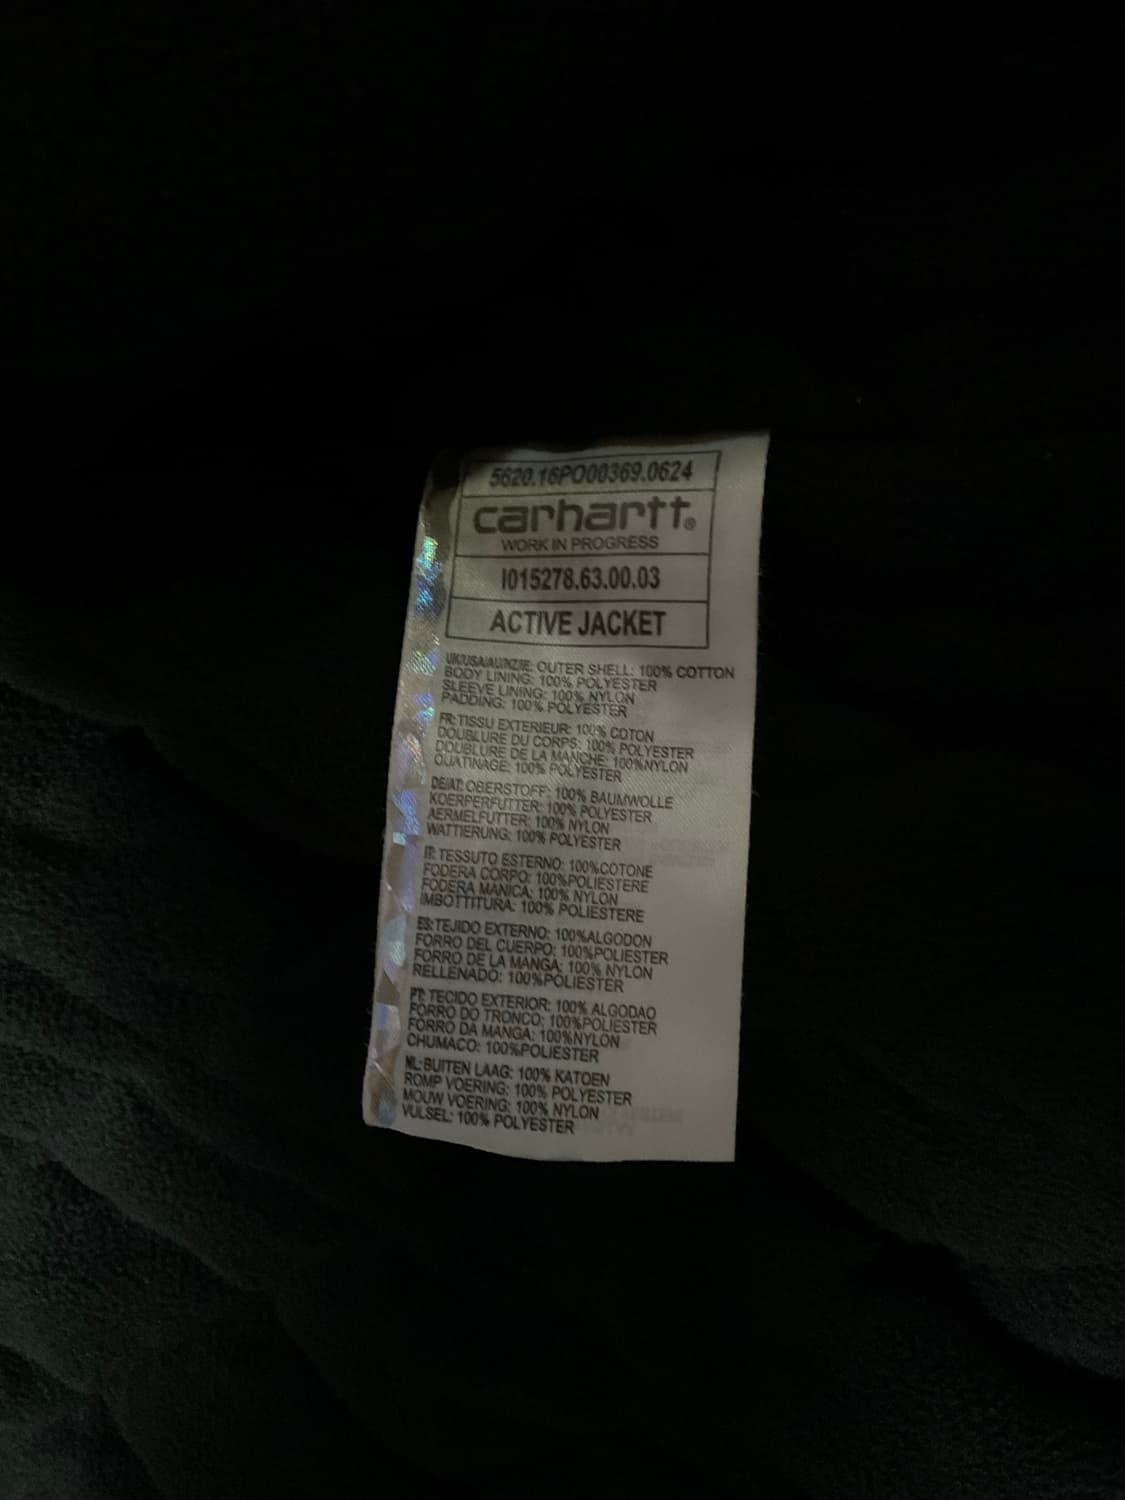 5620.16PO00369.0624
carhartt®
WORK IN PROGRESS
I015278.63.00.03
ACTIVE JACKET
UK/USA/AU/NZ/IE: OUTER SHELL: 100% COTTON
BODY LINING: 100% POLYESTER
SLEEVE LINING: 100% NYLON
PADDING: 100% POLYESTER
FR: TISSU EXTERIEUR: 100% COTON
DOUBLURE DU CORPS: 100% POLYESTER
DOUBLURE DE LA MANCHE: 100%NYLON
OUATINAGE: 100% POLYESTER
DE/AT: OBERSTOFF: 100% BAUMWOLLE
KOERPERFUTTER: 100% POLYESTER
AERMELFUTTER: 100% NYLON
WATTIERUNG: 100% POLYESTER
IT: TESSUTO ESTERNO: 100%COTONE
FODERA CORPO: 100%POLIESTERE
FODERA MANICA: 100% NYLON
IMBOTTITURA: 100% POLIESTERE
ES:TEJIDO EXTERNO: 100%ALGODON
FORRO DEL CUERPO: 100%POLIESTER
FORRO DE LA MANGA: 100% NYLON
RELLENADO: 100%POLIESTER
PT: TECIDO EXTERIOR: 100% ALGODAO
FORRO DO TRONCO: 100%POLIESTER
FORRO DA MANGA: 100%NYLON
CHUMACO: 100%POLIESTER
NL: BUITEN LAAG: 100% KATOEN
ROMP VOERING: 100% POLYESTER
MOUW VOERING: 100% NYLON
VULSEL: 100% POLYESTER